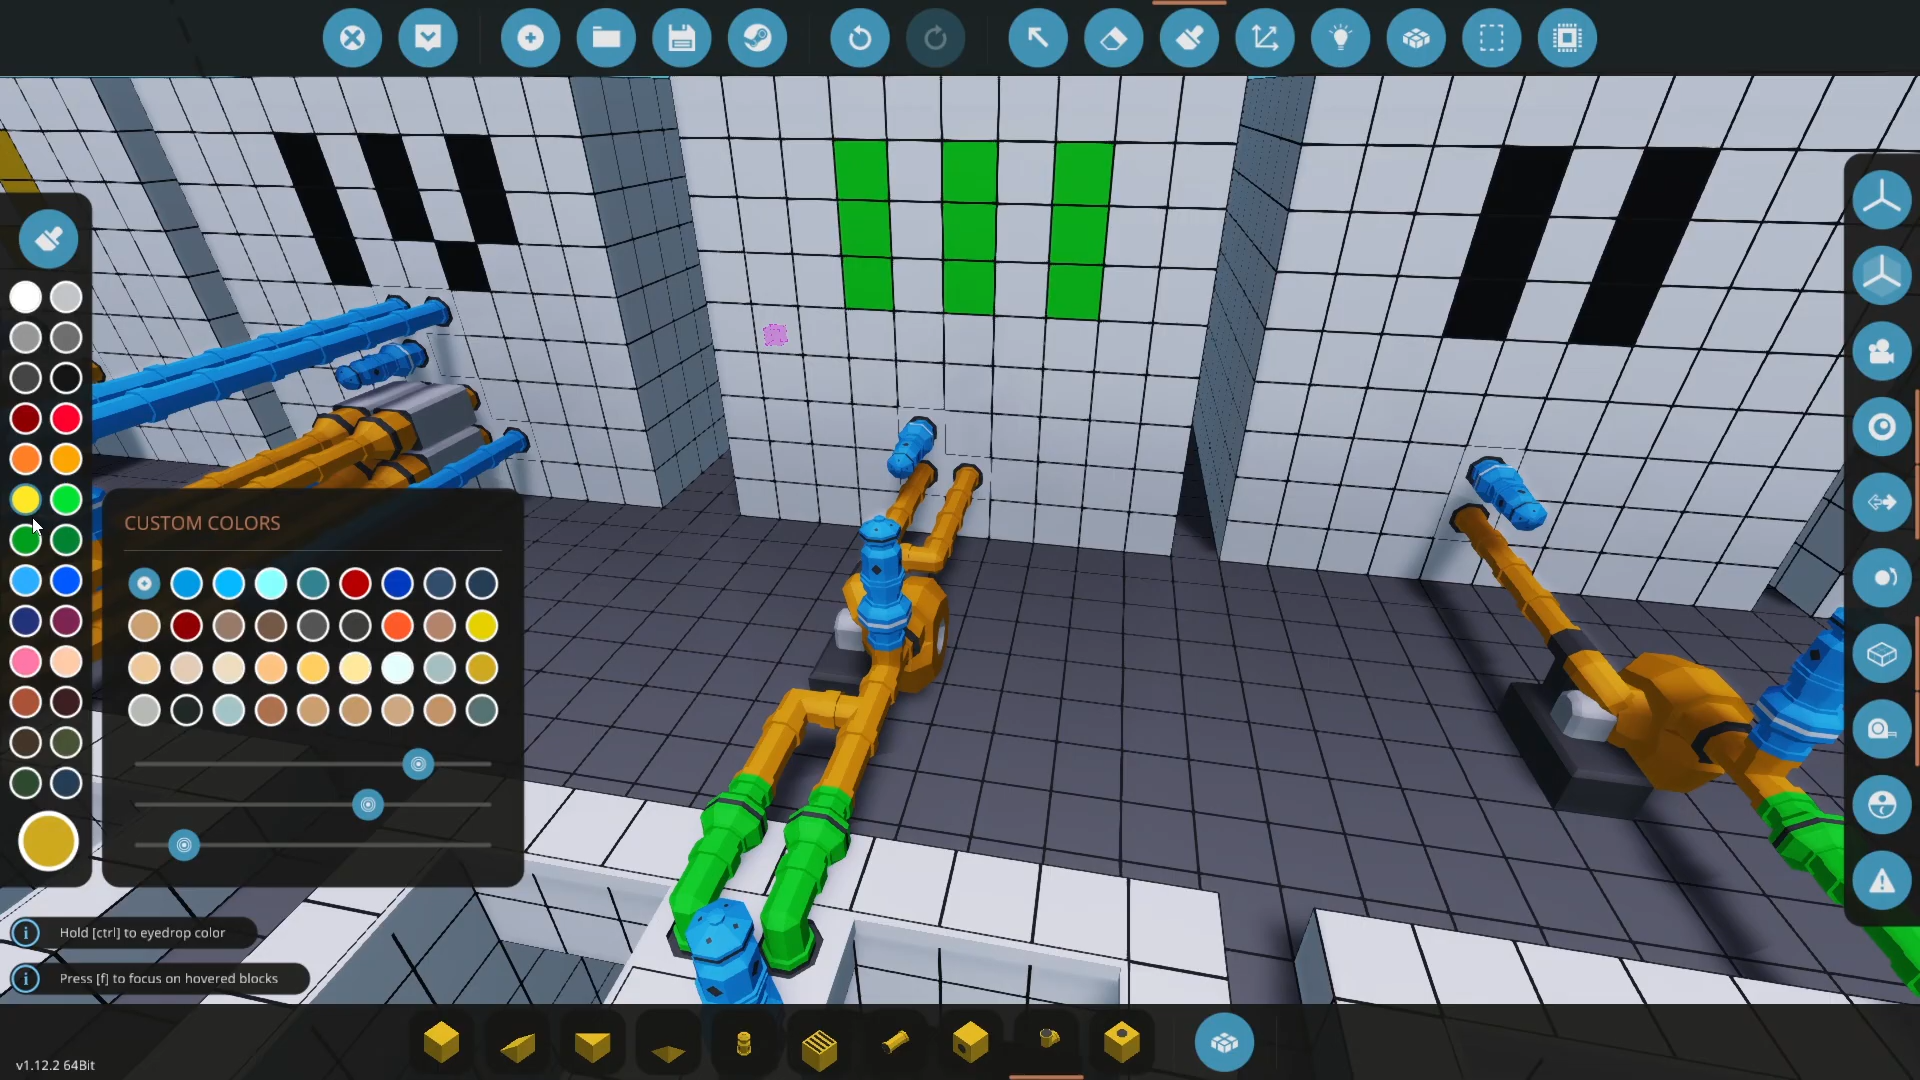 CUSTOM COLORS
Hold [ctrl] to eyedrop color
Press [f] to focus on hovered blocks
v1.12.2 64Bit